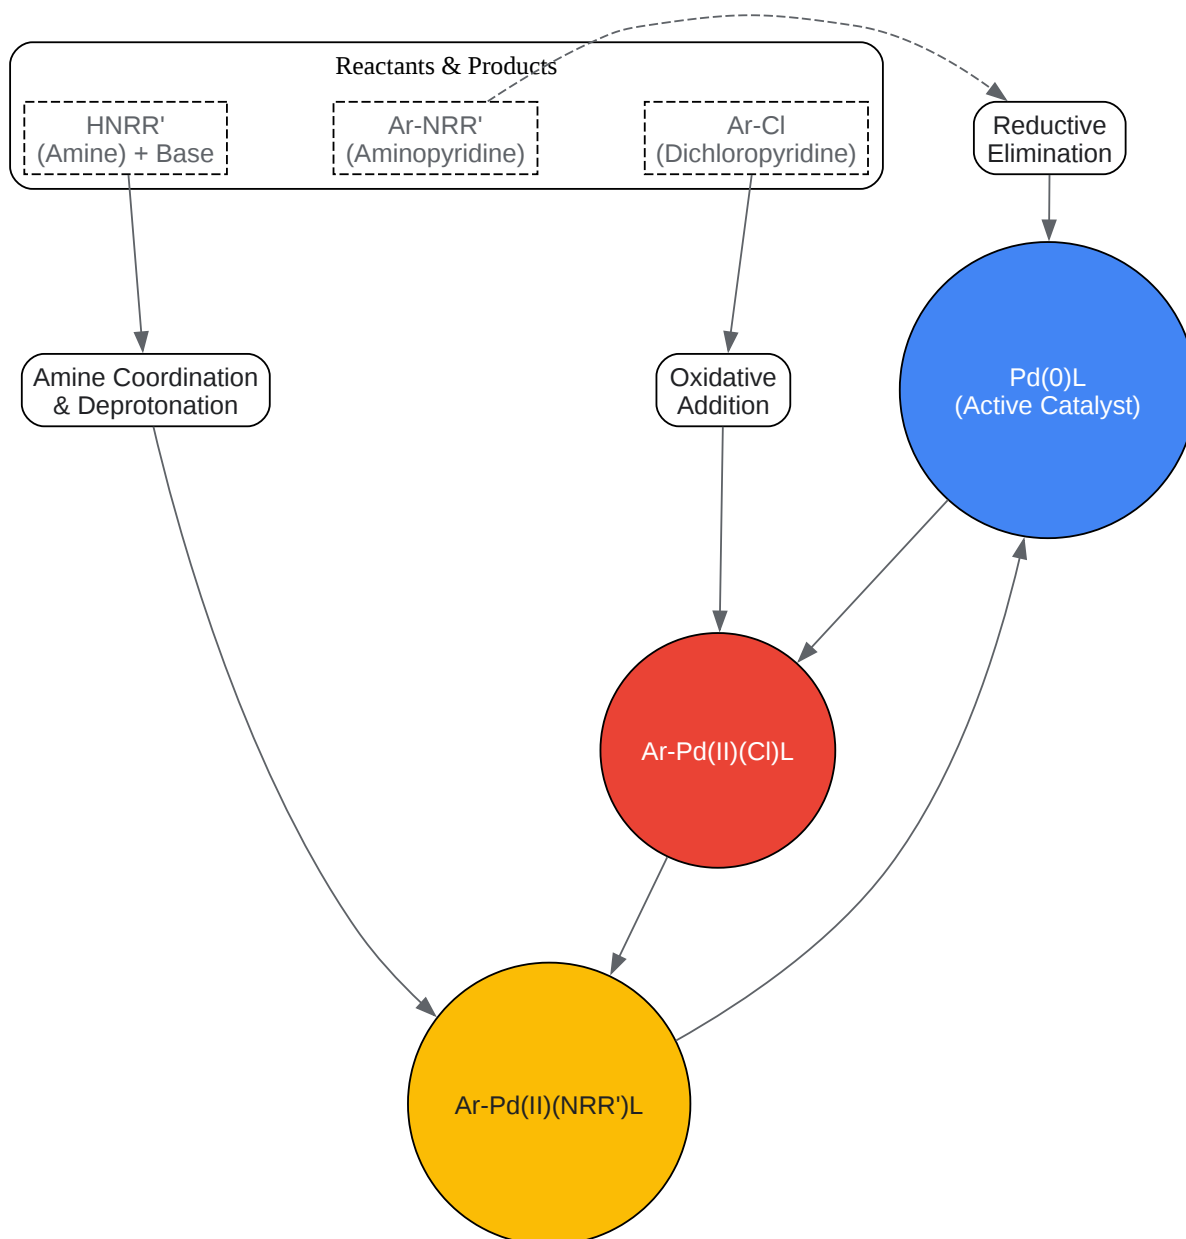 Reactants & Products
HNRR'
(Amine) + Base
Ar-NRR'
(Aminopyridine)
Ar-Cl
(Dichloropyridine)
Reductive
Elimination
Amine Coordination
& Deprotonation
Oxidative
Addition
Pd(0)L
(Active Catalyst)
Ar-Pd(II)(Cl)L
Ar-Pd(II)(NRR')L